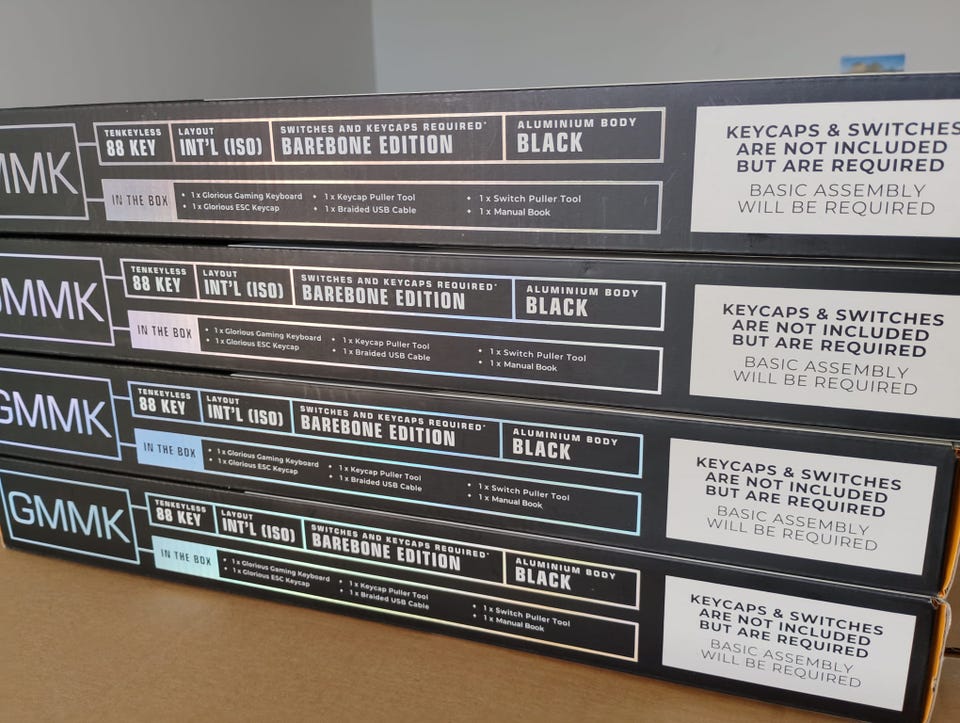 MMK
TENKEYLESS
88 KEY
LAYOUT
INT'L (ISO)
SWITCHES AND KEYCAPS REQUIRED*
BAREBONE EDITION
ALUMINIUM BODY
BLACK
IN THE BOX
• 1 x Glorious Gaming Keyboard
• 1 x Glorious ESC Keycap
• 1 x Keycap Puller Tool
• 1 x Braided USB Cable
• 1 x Switch Puller Tool
• 1 x Manual Book
KEYCAPS & SWITCHES
ARE NOT INCLUDED
BUT ARE REQUIRED
BASIC ASSEMBLY
WILL BE REQUIRED
GMMK
TENKEYLESS
88 KEY
LAYOUT
INT'L (ISO)
SWITCHES AND KEYCAPS REQUIRED*
BAREBONE EDITION
ALUMINIUM BODY
BLACK
IN THE BOX
• 1 x Glorious Gaming Keyboard
• 1 x Glorious ESC Keycap
• 1 x Keycap Puller Tool
• 1 x Braided USB Cable
• 1 x Switch Puller Tool
• 1 x Manual Book
KEYCAPS & SWITCHES
ARE NOT INCLUDED
BUT ARE REQUIRED
BASIC ASSEMBLY
WILL BE REQUIRED
GMMK
TENKEYLESS
88 KEY
LAYOUT
INT'L (ISO)
SWITCHES AND KEYCAPS REQUIRED*
BAREBONE EDITION
ALUMINIUM BODY
BLACK
IN THE BOX
• 1 x Glorious Gaming Keyboard
• 1 x Glorious ESC Keycap
• 1 x Keycap Puller Tool
• 1 x Braided USB Cable
• 1 x Switch Puller Tool
• 1 x Manual Book
KEYCAPS & SWITCHES
ARE NOT INCLUDED
BUT ARE REQUIRED
BASIC ASSEMBLY
WILL BE REQUIRED
GMMK
TENKEYLESS
88 KEY
LAYOUT
INT'L (ISO)
SWITCHES AND KEYCAPS REQUIRED*
BAREBONE EDITION
ALUMINIUM BODY
BLACK
IN THE BOX
• 1 x Glorious Gaming Keyboard
• 1 x Glorious ESC Keycap
• 1 x Keycap Puller Tool
• 1 x Braided USB Cable
• 1 x Switch Puller Tool
• 1 x Manual Book
KEYCAPS & SWITCHES
ARE NOT INCLUDED
BUT ARE REQUIRED
BASIC ASSEMBLY
WILL BE REQUIRED